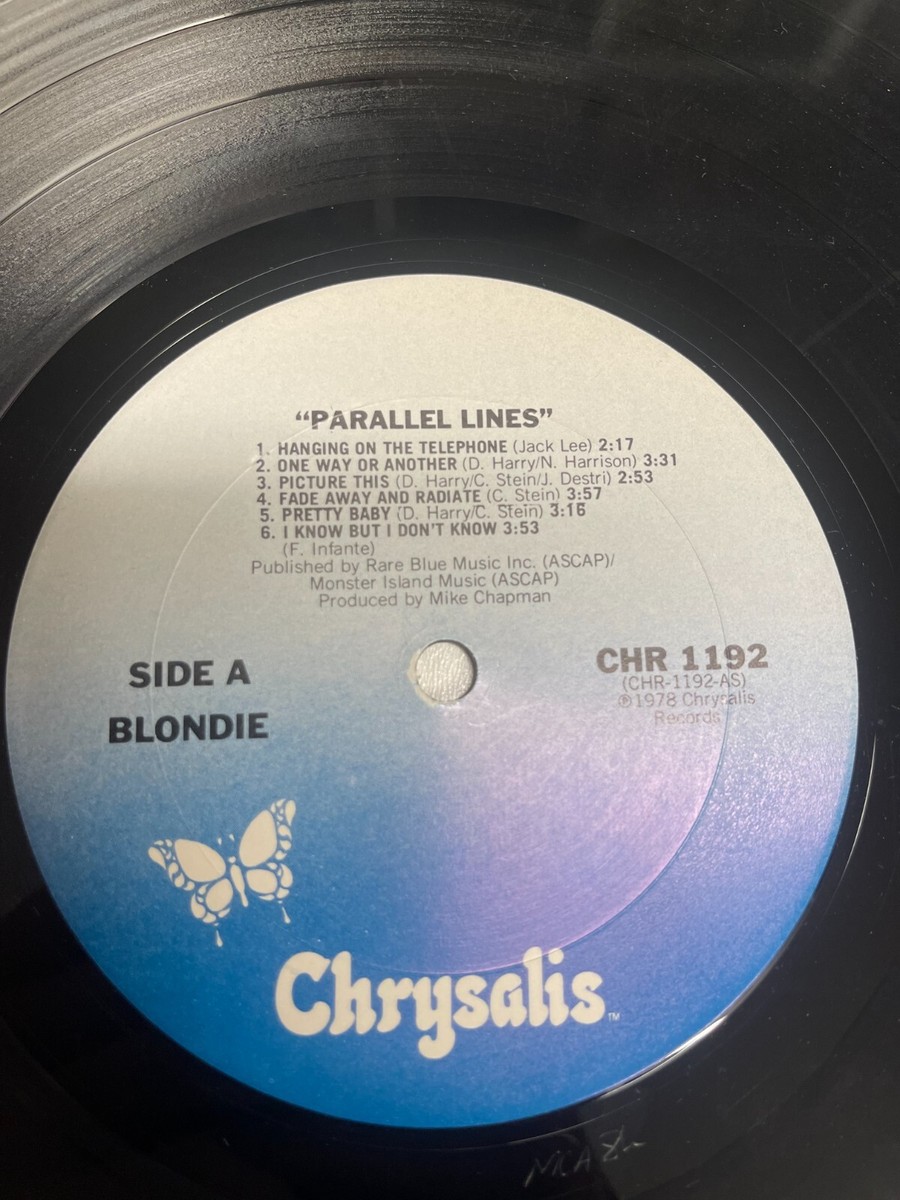 “PARALLEL LINES”
1. HANGING ON THE TELEPHONE (Jack Lee) 2:17
2. ONE WAY OR ANOTHER (D. Harry/N. Harrison) 3:31
3. PICTURE THIS (D. Harry/C. Stein/J. Destri) 2:53
4. FADE AWAY AND RADIATE (C. Stein) 3:57
5. PRETTY BABY (D. Harry/C. Stein) 3:16
6. I KNOW BUT I DON'T KNOW 3:53
(F. Infante)
Published by Rare Blue Music Inc. (ASCAP)/
Monster Island Music (ASCAP)
Produced by Mike Chapman
SIDE A
BLONDIE
CHR 1192
(CHR-1192-AS)
℗1978 Chrysalis
Records
Chrysalis™
MCA